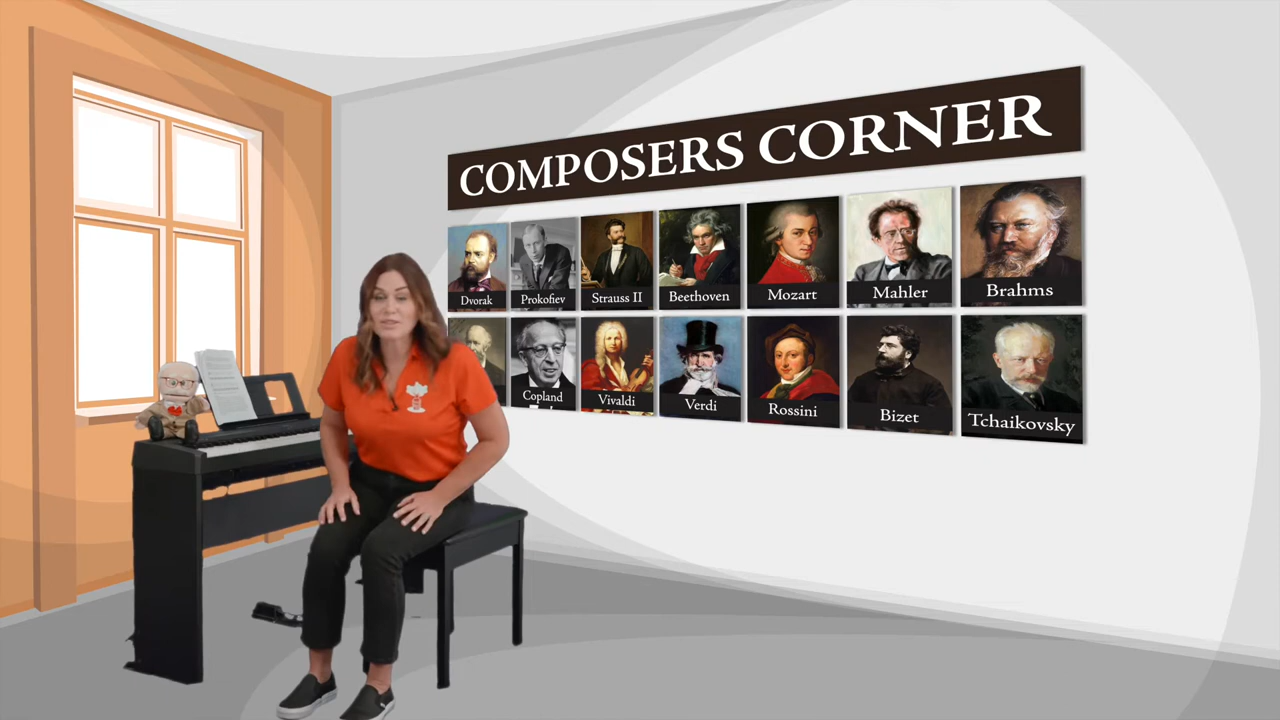 COMPOSERS CORNER
Dvorak
Prokofiev
Strauss II
Beethoven
Mozart
Mahler
Brahms
Copland
Vivaldi
Verdi
Rossini
Bizet
Tchaikovsky